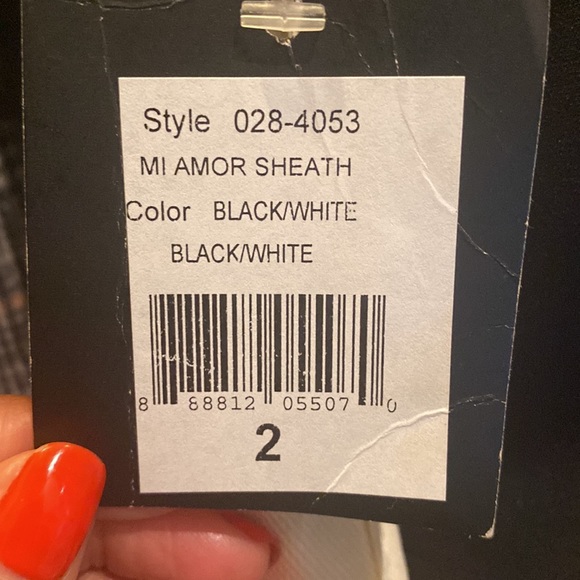 Style 028-4053
MI AMOR SHEATH
Color BLACK/WHITE
BLACK/WHITE
8 88812 05507 0
2